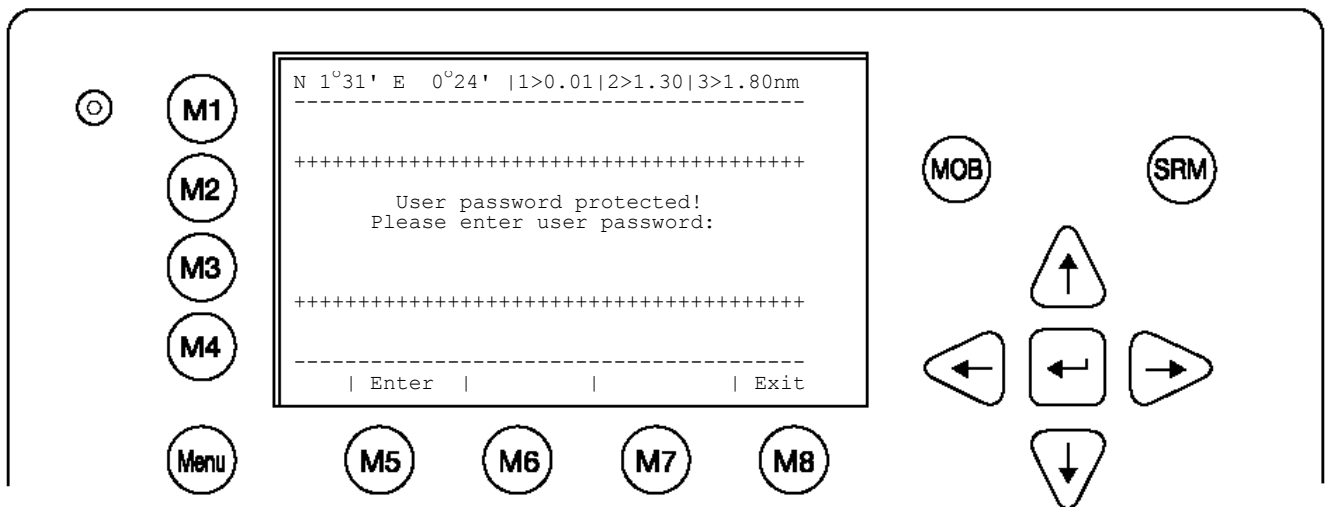 N 1°31' E 0°24' |1>0.01|2>1.30|3>1.80nm
----------------------------------------
++++++++++++++++++++++++++++++++++++++++
User password protected!
Please enter user password:
++++++++++++++++++++++++++++++++++++++++
----------------------------------------
| Enter | | | Exit
M1
M2
M3
M4
Menu
M5
M6
M7
M8
MOB
SRM